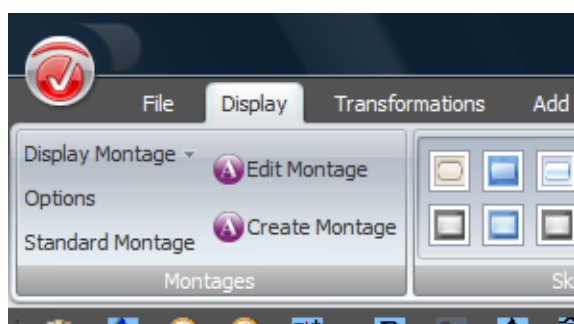 File Display Transformations Add
Display Montage
Options
Standard Montage
Edit Montage
Create Montage
Montages